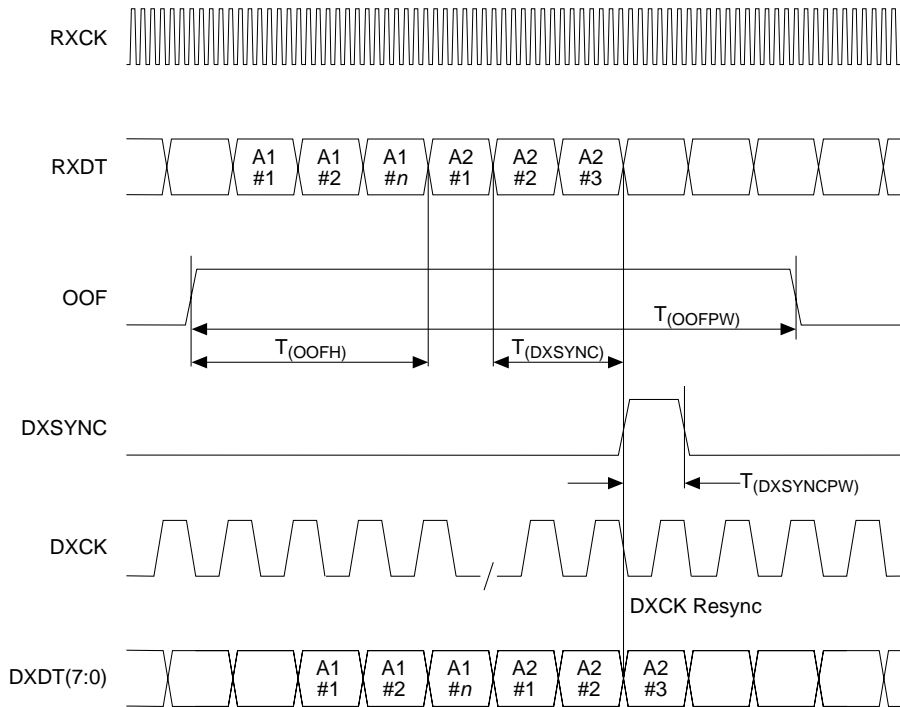 RXCK
RXDT
A1 A1 A1 A2 A2 A2
#1 #2 #n #1 #2 #3
OOF
T(OOFPW)
T(OOFH) T(DXSYNC)
DXSYNC
T(DXSYNCPW)
DXCK
DXCK Resync
DXDT(7:0)
A1 A1 A1 A2 A2 A2
#1 #2 #n #1 #2 #3